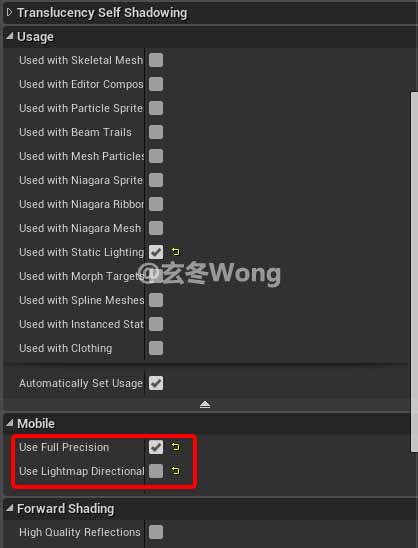 Translucency Self Shadowing
Usage
Used with Skeletal Mesh
Used with Editor Compos
Used with Particle Sprite
Used with Beam Trails
Used with Mesh Particles
Used with Niagara Sprite
Used with Niagara Ribbor
Used with Niagara Mesh
Used with Static Lighting
@玄冬Wong
Used with Morph Targets
Used with Spline Meshes
Used with Instanced Stat
Used with Clothing
Automatically Set Usage
Mobile
Use Full Precision
Use Lightmap Directional
Forward Shading
High Quality Reflections